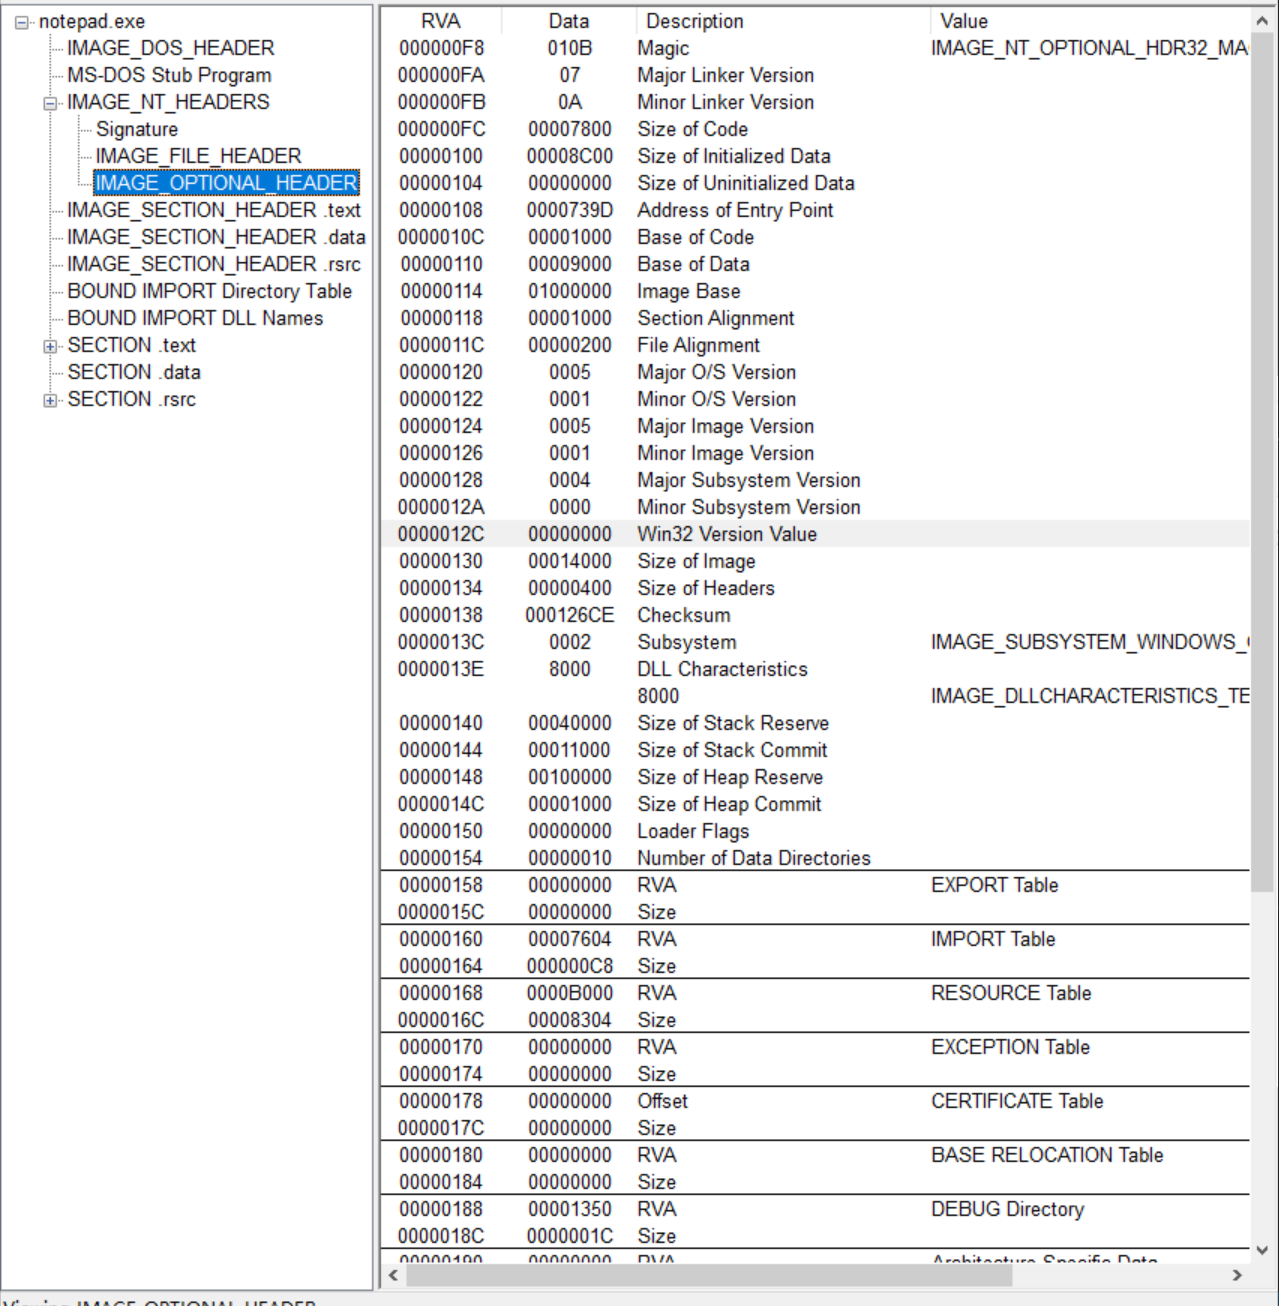 notepad.exe
IMAGE_DOS_HEADER
MS-DOS Stub Program
IMAGE_NT_HEADERS
Signature
IMAGE_FILE_HEADER
IMAGE_OPTIONAL_HEADER
IMAGE_SECTION_HEADER .text
IMAGE_SECTION_HEADER .data
IMAGE_SECTION_HEADER .rsrc
BOUND IMPORT Directory Table
BOUND IMPORT DLL Names
SECTION .text
SECTION .data
SECTION .rsrc
RVA Data Description Value
000000F8 010B Magic IMAGE_NT_OPTIONAL_HDR32_MA
000000FA 07 Major Linker Version
000000FB 0A Minor Linker Version
000000FC 00007800 Size of Code
00000100 00008C00 Size of Initialized Data
00000104 00000000 Size of Uninitialized Data
00000108 0000739D Address of Entry Point
0000010C 00001000 Base of Code
00000110 00009000 Base of Data
00000114 01000000 Image Base
00000118 00001000 Section Alignment
0000011C 00000200 File Alignment
00000120 0005 Major O/S Version
00000122 0001 Minor O/S Version
00000124 0005 Major Image Version
00000126 0001 Minor Image Version
00000128 0004 Major Subsystem Version
0000012A 0000 Minor Subsystem Version
0000012C 00000000 Win32 Version Value
00000130 00014000 Size of Image
00000134 00000400 Size of Headers
00000138 000126CE Checksum
0000013C 0002 Subsystem IMAGE_SUBSYSTEM_WINDOWS_
0000013E 8000 DLL Characteristics
8000 IMAGE_DLLCHARACTERISTICS_TE
00000140 00040000 Size of Stack Reserve
00000144 00011000 Size of Stack Commit
00000148 00100000 Size of Heap Reserve
0000014C 00001000 Size of Heap Commit
00000150 00000000 Loader Flags
00000154 00000010 Number of Data Directories
00000158 00000000 RVA EXPORT Table
0000015C 00000000 Size
00000160 00007604 RVA IMPORT Table
00000164 000000C8 Size
00000168 0000B000 RVA RESOURCE Table
0000016C 00008304 Size
00000170 00000000 RVA EXCEPTION Table
00000174 00000000 Size
00000178 00000000 Offset CERTIFICATE Table
0000017C 00000000 Size
00000180 00000000 RVA BASE RELOCATION Table
00000184 00000000 Size
00000188 00001350 RVA DEBUG Directory
0000018C 0000001C Size
00000190 00000000 RVA Architecture Specific Data
Viewing IMAGE_OPTIONAL_HEADER